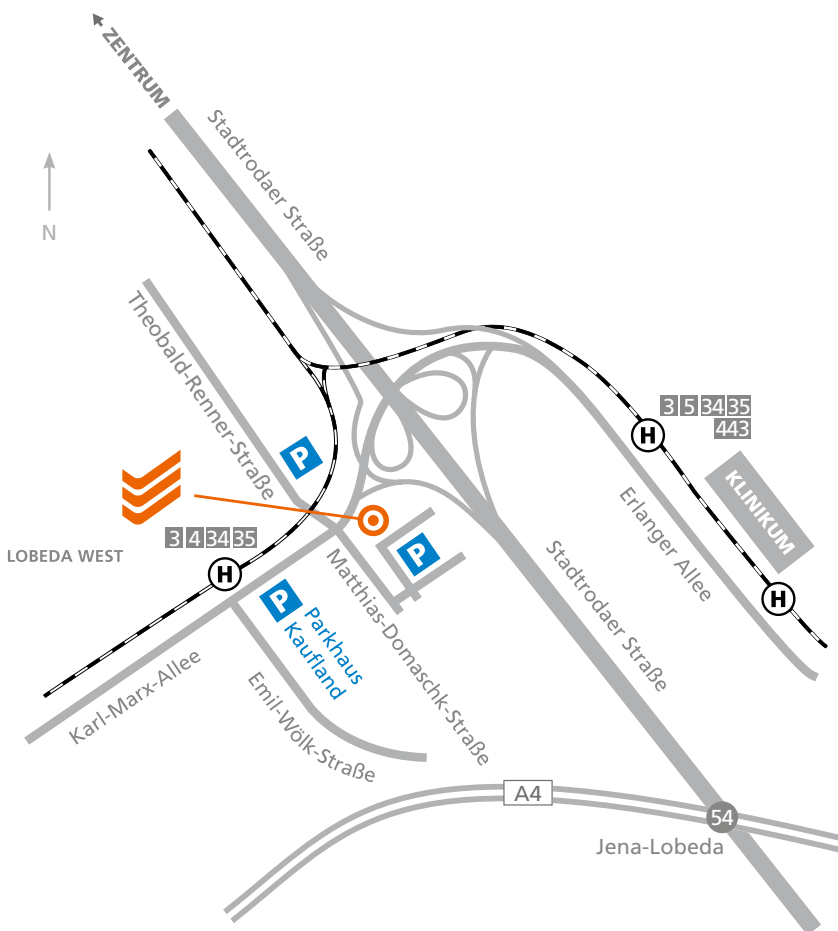 ZENTRUM
Stadtrodaer Straße
N
Theobald-Renner-Straße
3 5 34 35
443
H
P
KLINIKUM
Erlanger Allee
3 4 34 35
LOBEDA WEST
H
P
H
P
Parkhaus
Kaufland
Matthias-Domaschk-Straße
Stadtrodaer Straße
Karl-Marx-Allee
Emil-Wölk-Straße
A4
54
Jena-Lobeda